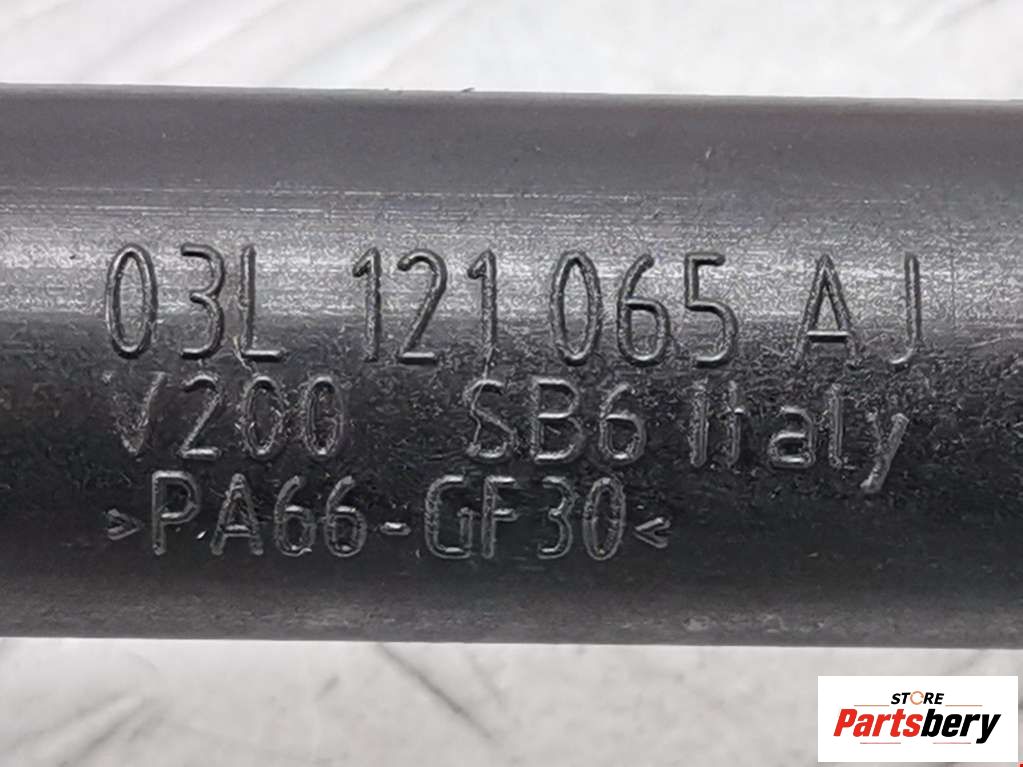 03L 121 065 AJ
V200 SB6 Italy
>PA66-GF30<
STORE
Partsbery